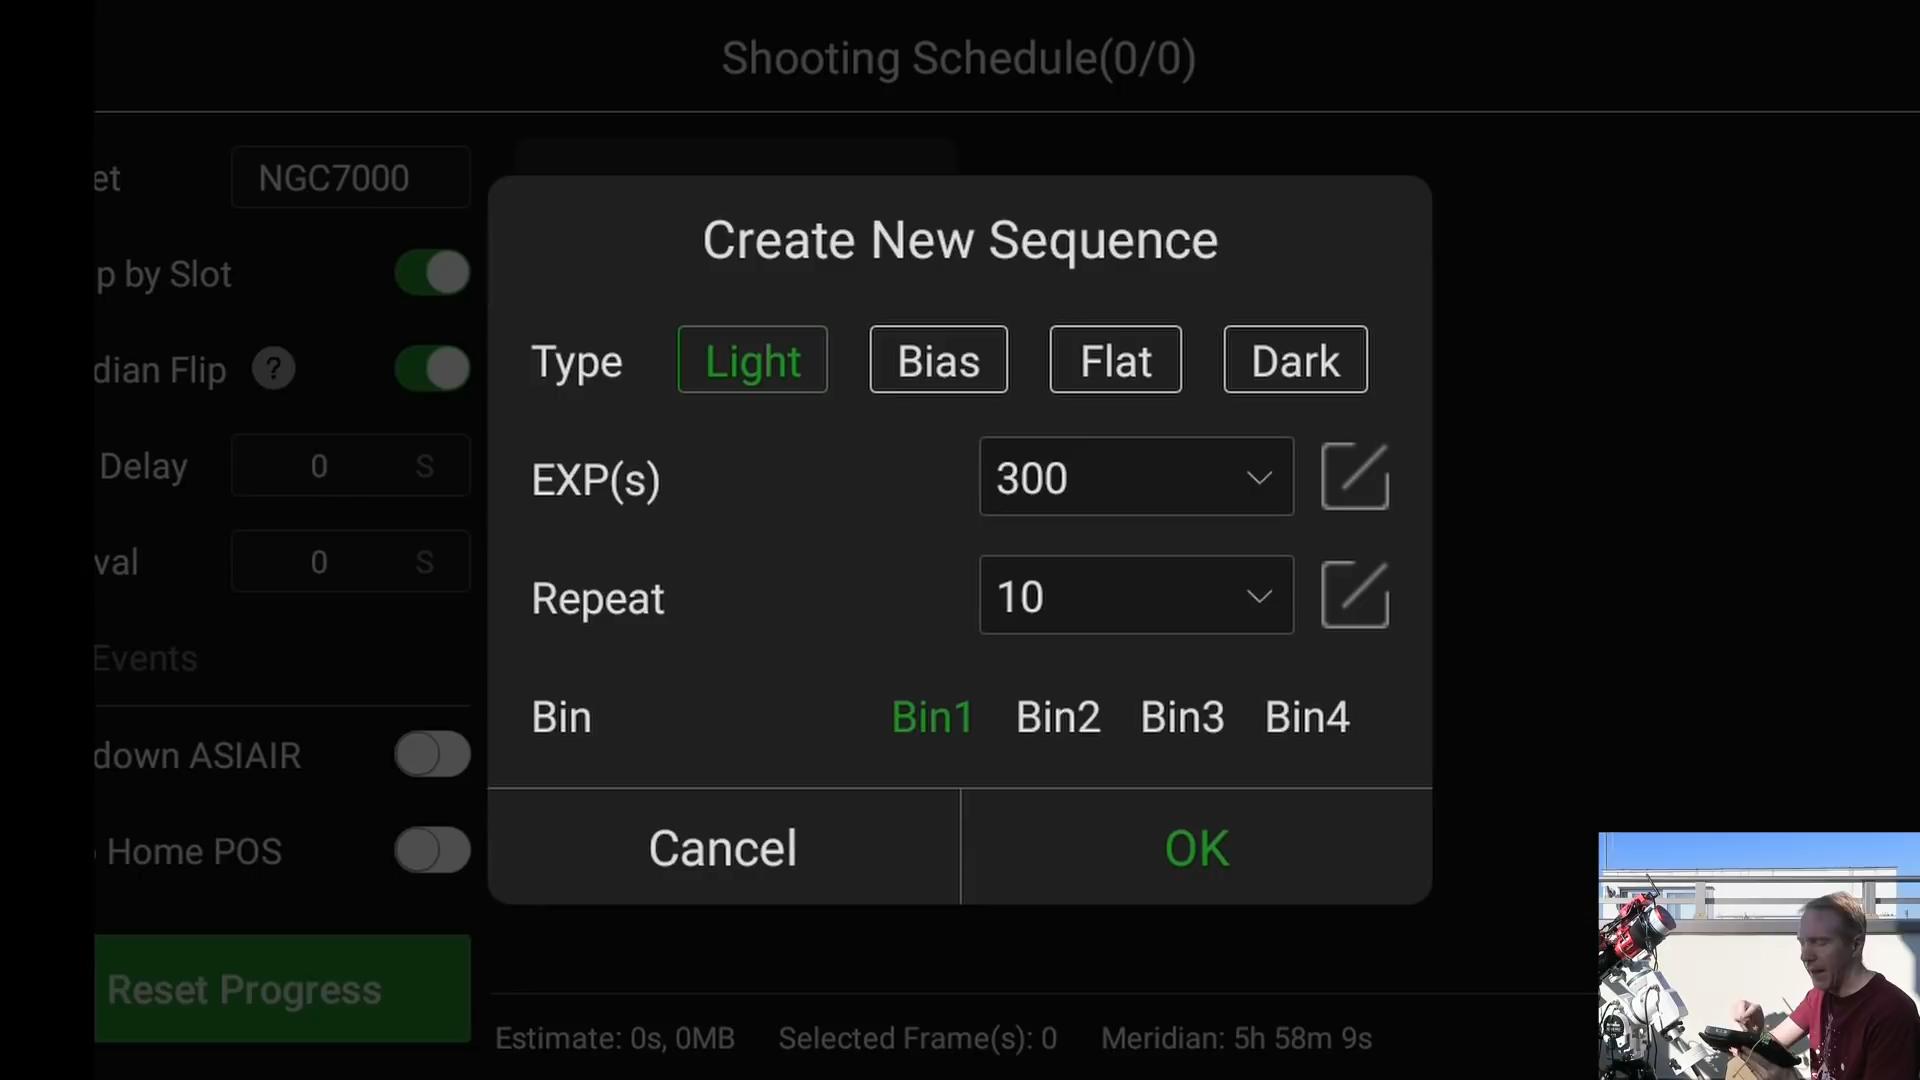 Shooting Schedule(0/0)
et NGC7000
p by Slot
dian Flip ?
Delay 0 S
val 0 S
Events
down ASIAIR
Home POS
Reset Progress
Create New Sequence
Type Light Bias Flat Dark
EXP(s) 300
Repeat 10
Bin Bin1 Bin2 Bin3 Bin4
Cancel OK
Estimate: 0s, 0MB Selected Frame(s): 0 Meridian: 5h 58m 9s